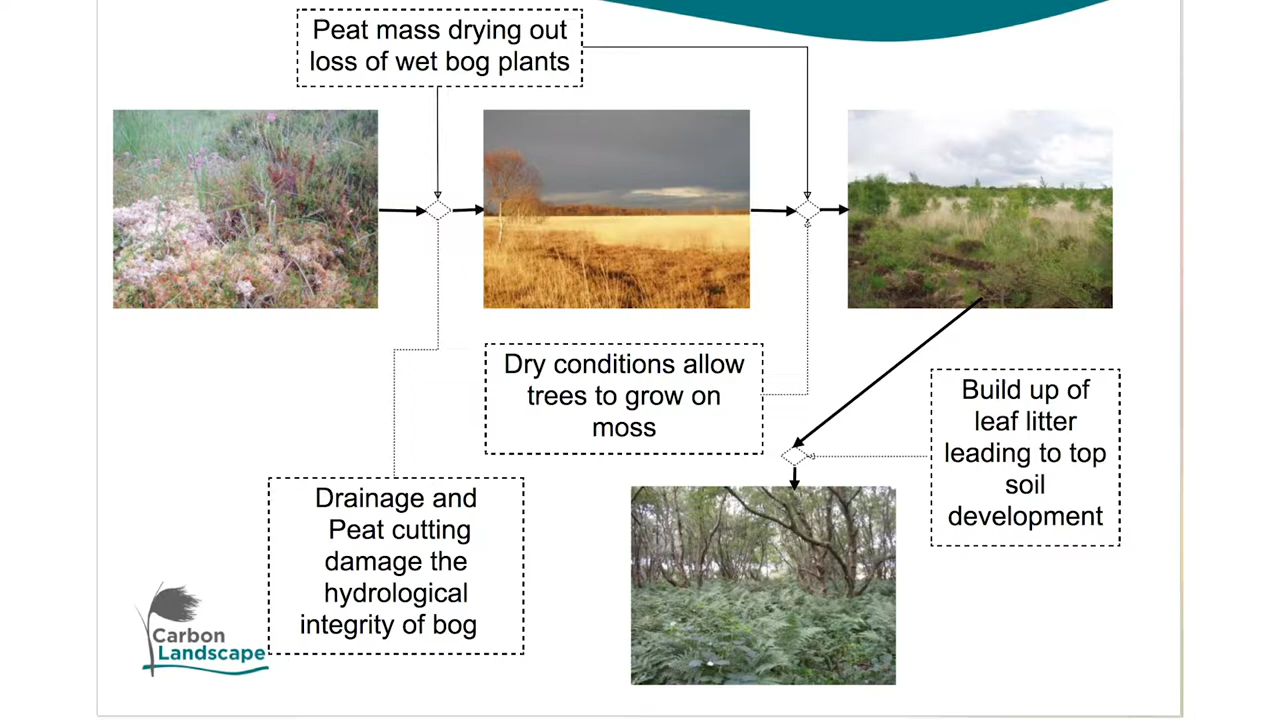 Peat mass drying out
loss of wet bog plants
Dry conditions allow
trees to grow on
moss
Build up of
leaf litter
leading to top
soil
development
Drainage and
Peat cutting
damage the
hydrological
integrity of bog
Carbon
Landscape